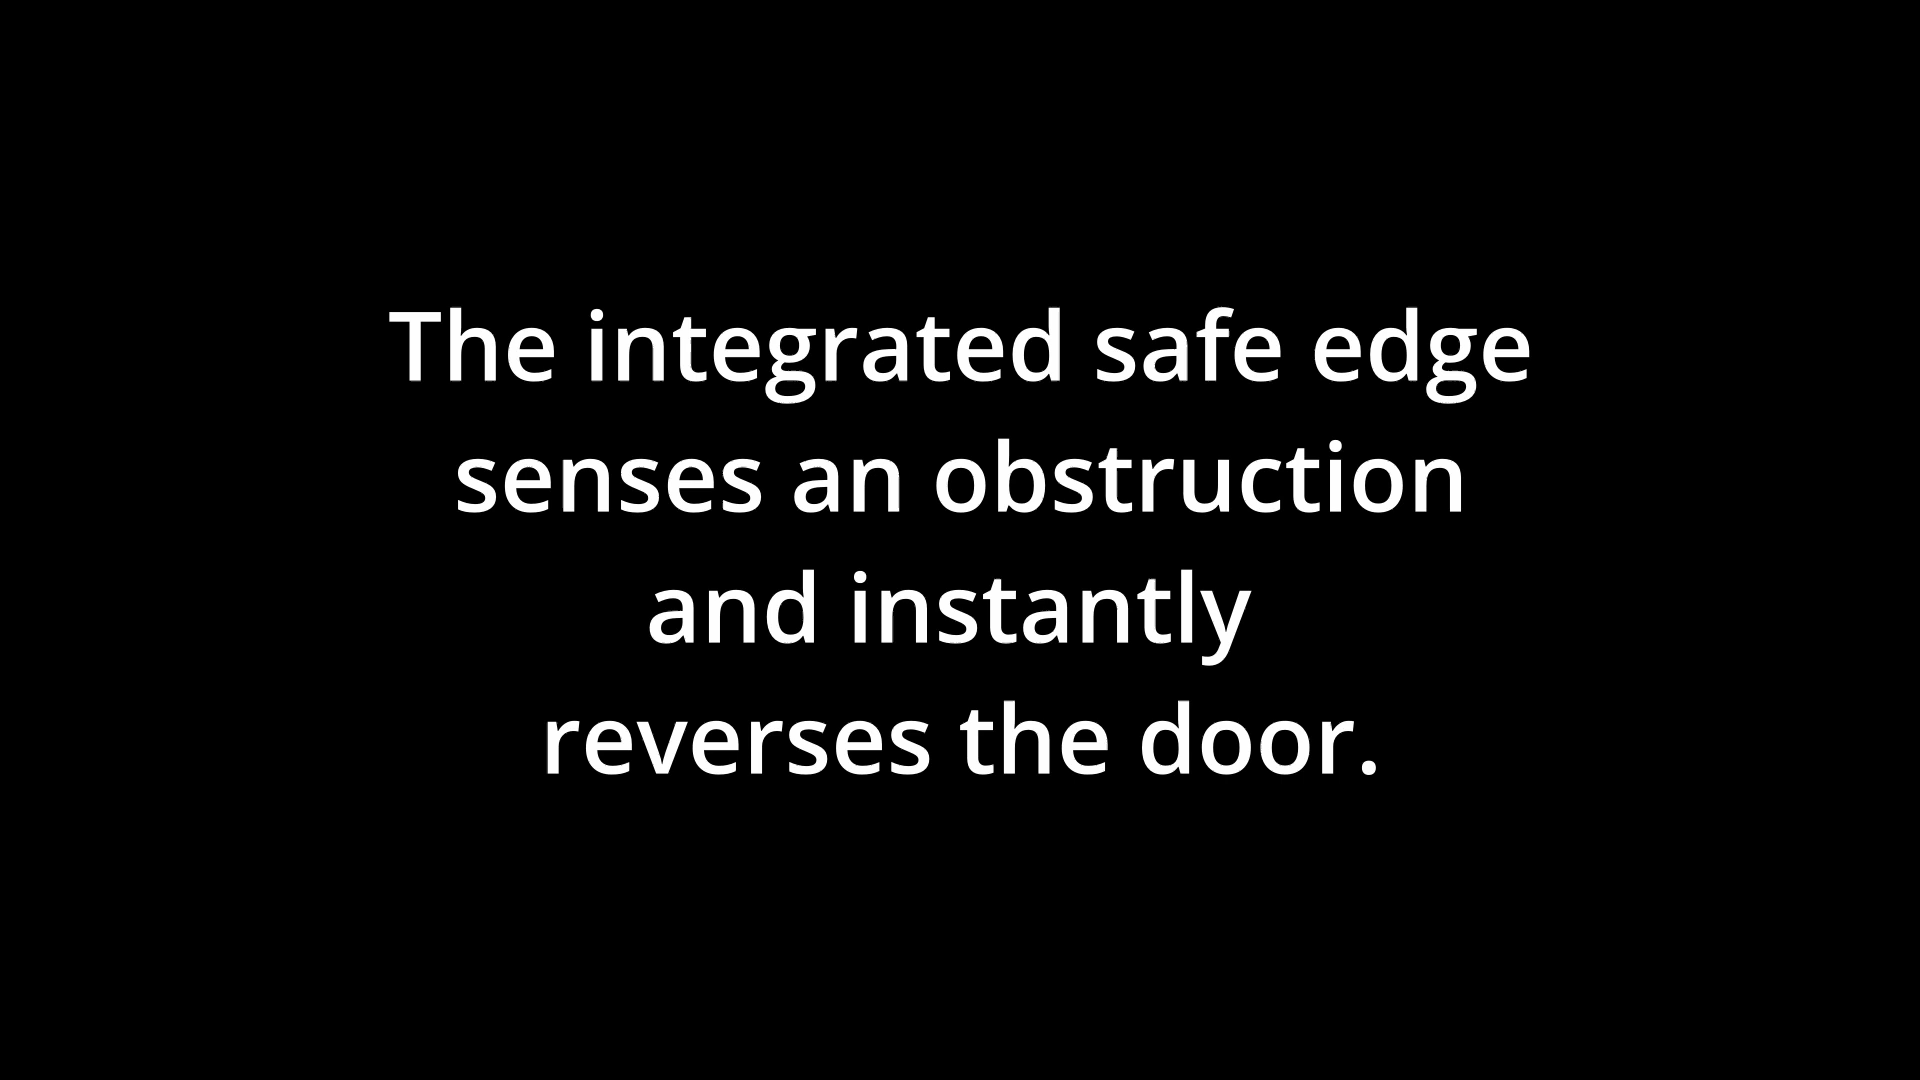 The integrated safe edge
senses an obstruction
and instantly
reverses the door.